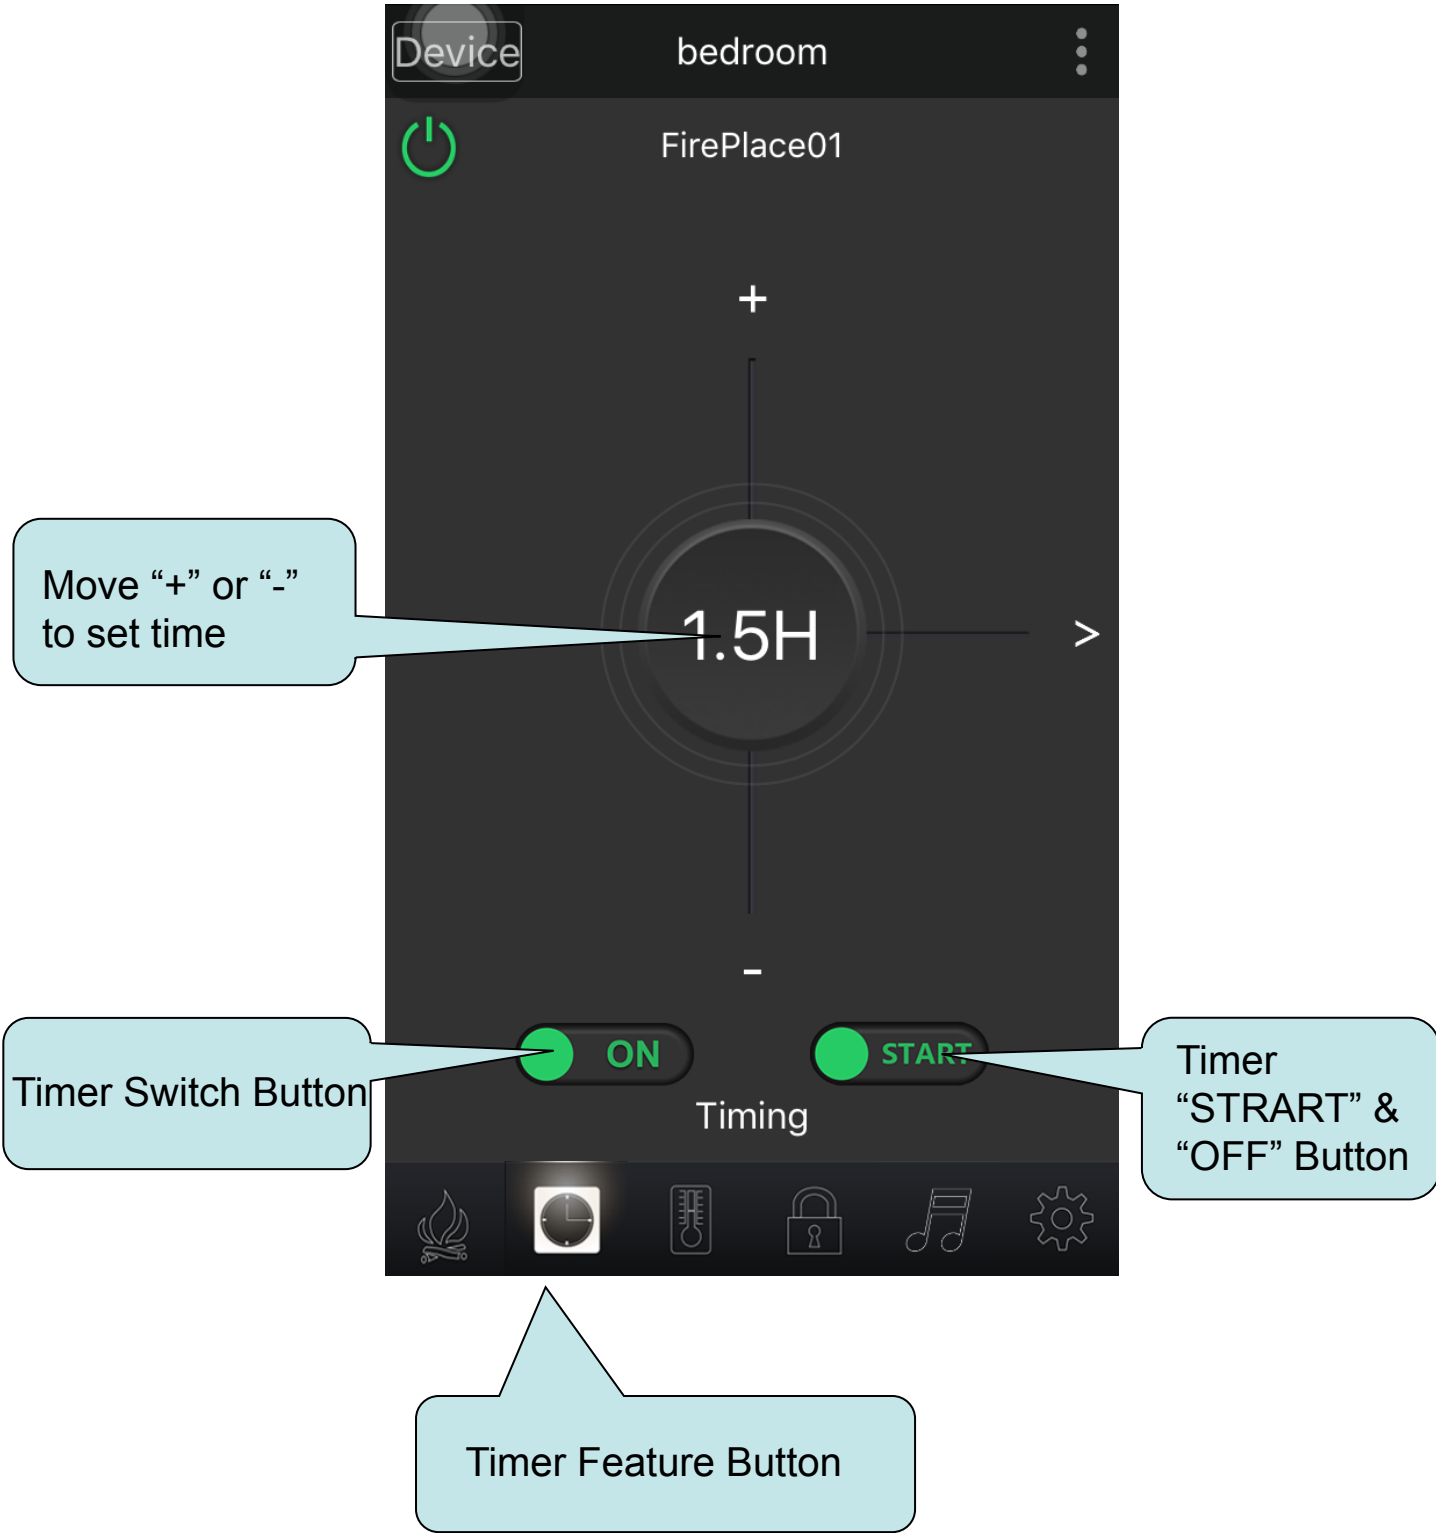 Device
bedroom
FirePlace01
+
Move “+” or “-”
to set time
1.5H
>
-
ON
START
Timer Switch Button
Timer
“STRART” &
“OFF” Button
Timing
Timer Feature Button